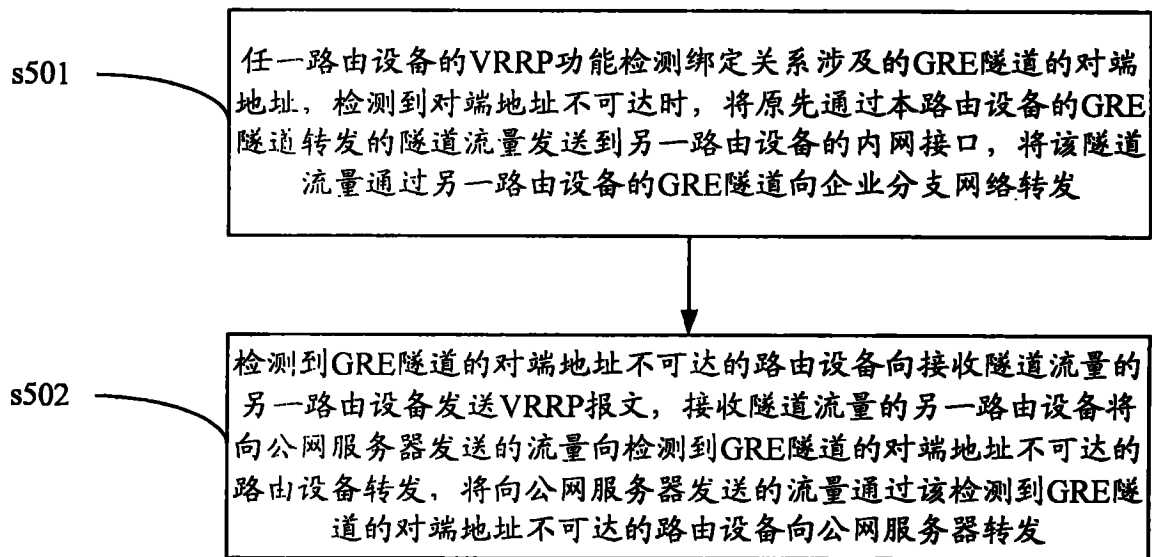 s501
任一路由设备的VRRP功能检测绑定关系涉及的GRE隧道的对端
地址，检测到对端地址不可达时，将原先通过本路由设备的GRE
隧道转发的隧道流量发送到另一路由设备的内网接口，将该隧道
流量通过另一路由设备的GRE隧道向企业分支网络转发
s502
检测到GRE隧道的对端地址不可达的路由设备向接收隧道流量的
另一路由设备发送VRRP报文，接收隧道流量的另一路由设备将
向公网服务器发送的流量向检测到GRE隧道的对端地址不可达的
路由设备转发，将向公网服务器发送的流量通过该检测到GRE隧
道的对端地址不可达的路由设备向公网服务器转发